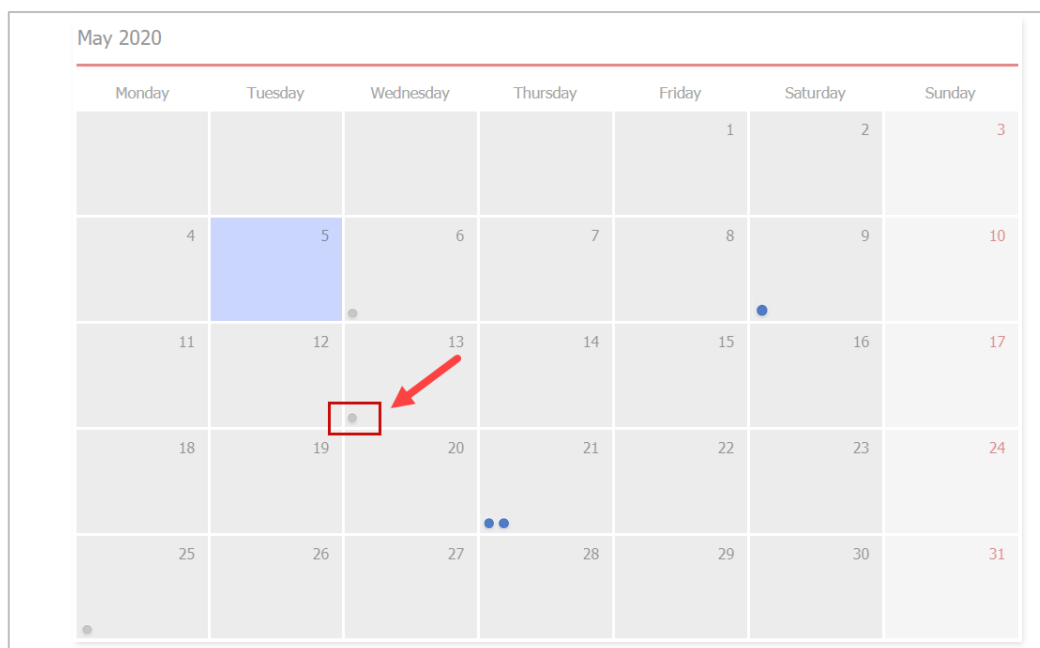 May 2020
Monday Tuesday Wednesday Thursday Friday Saturday Sunday
1 2 3
4 5 6 7 8 9 10
11 12 13 14 15 16 17
18 19 20 21 22 23 24
25 26 27 28 29 30 31